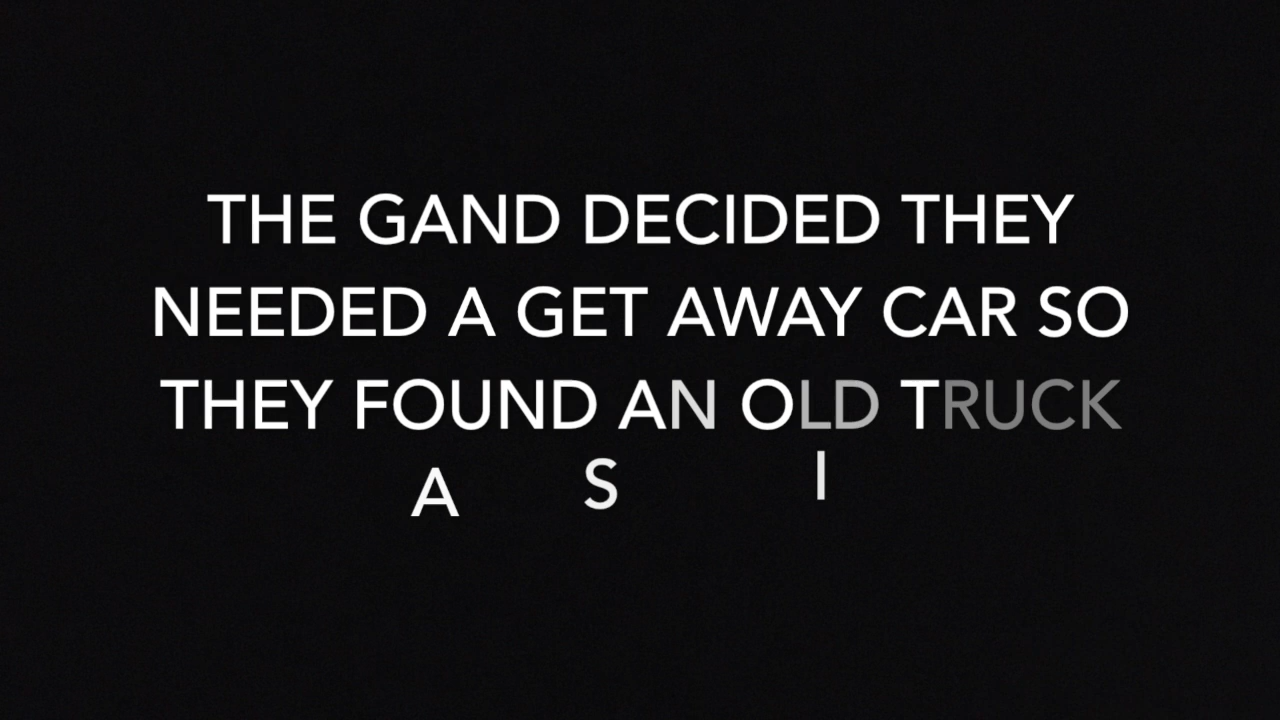 THE GAND DECIDED THEY
NEEDED A GET AWAY CAR SO
THEY FOUND AN OLD TRUCK
A S I